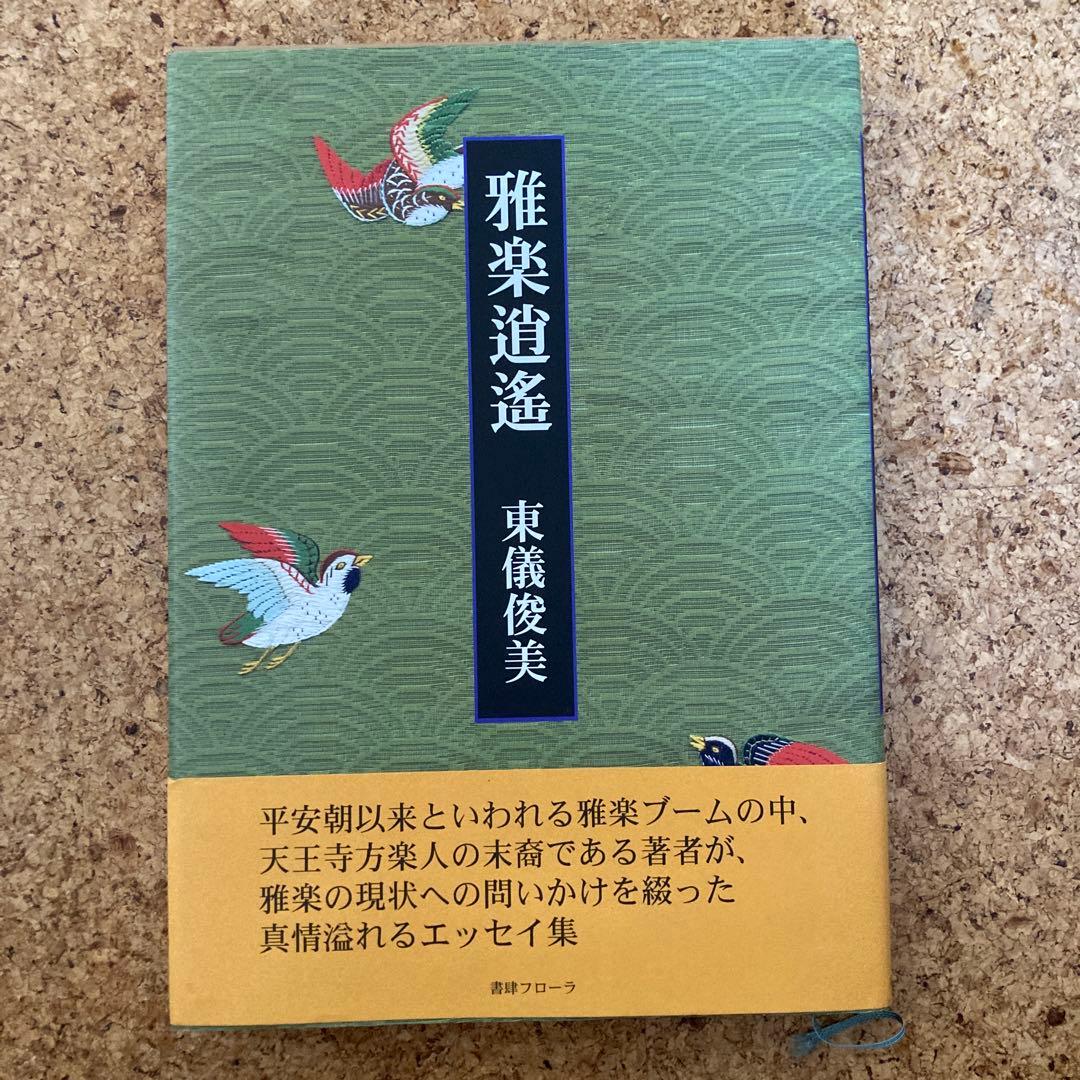 雅楽逍遙
東儀俊美
平安朝以来といわれる雅楽ブームの中、
天王寺方楽人の末裔である著者が、
雅楽の現状への問いかけを綴った
真情溢れるエッセイ集
書肆フローラ